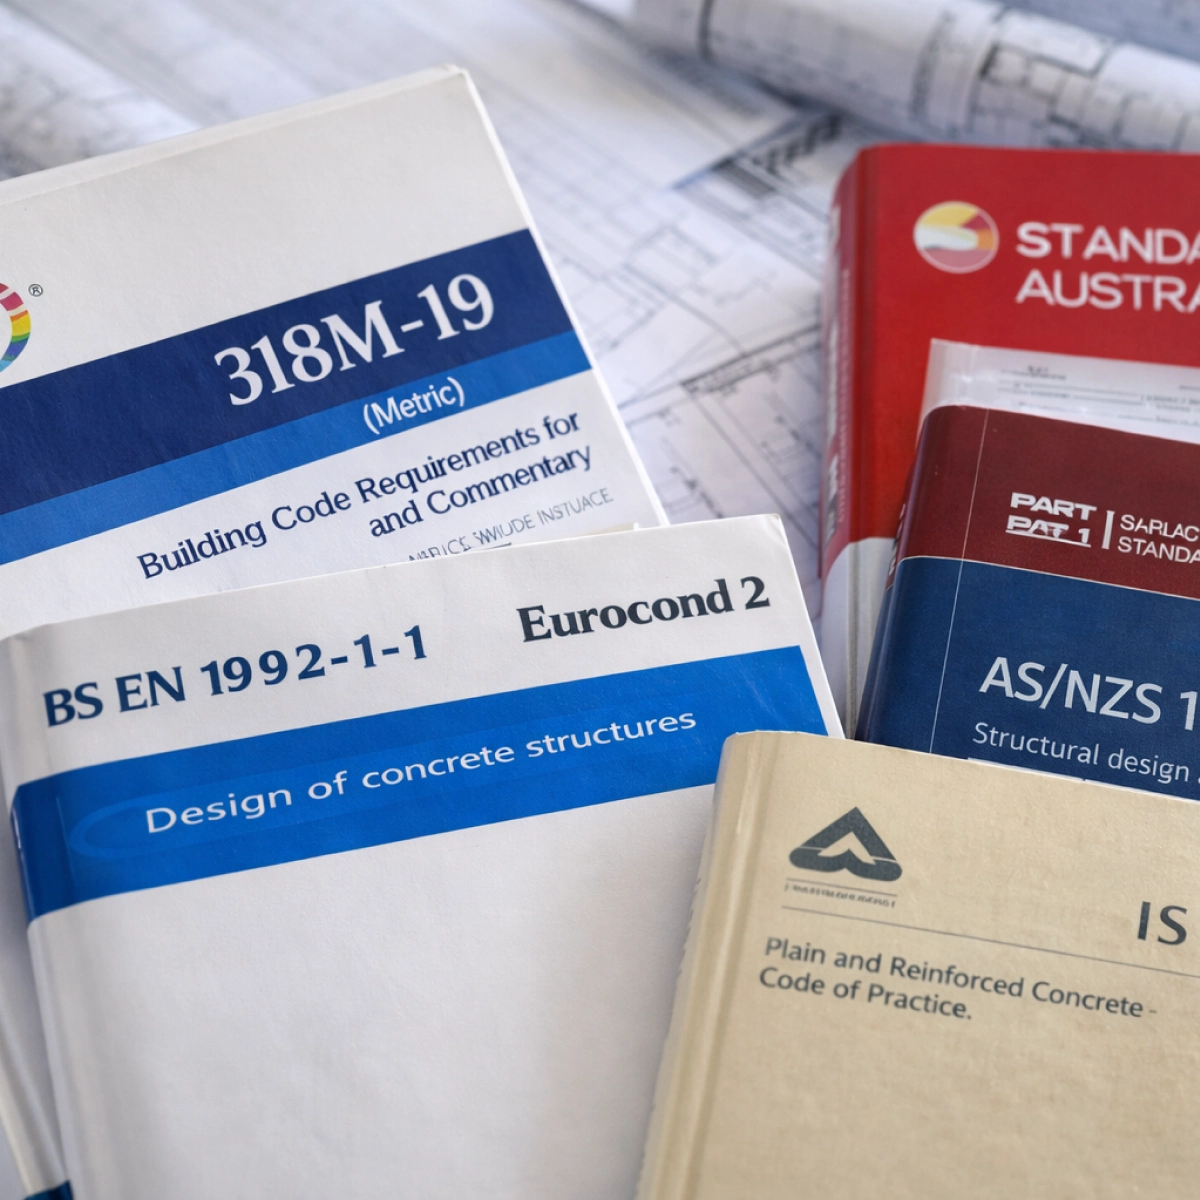 ®
318M-19
(Metric)
Building Code Requirements for
and Commentary
BS EN 1992-1-1
Eurocond 2
Design of concrete structures
STANDA
AUSTRA
PART
PAT 1
SARLAC
STANDA
AS/NZS 1
Structural design
IS
Plain and Reinforced Concrete -
Code of Practice.